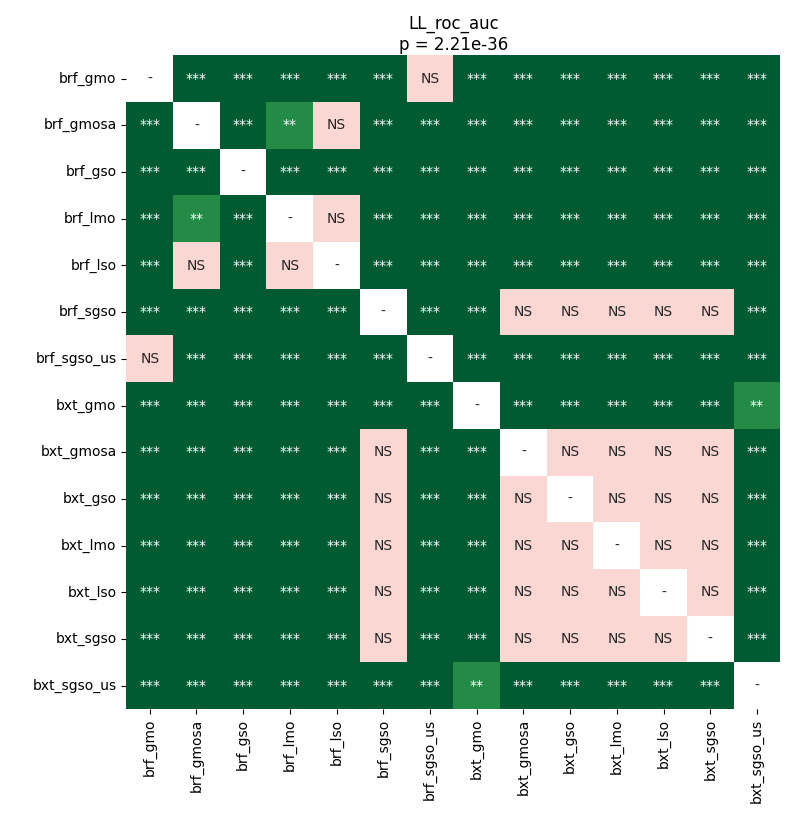 LL_roc_auc
p = 2.21e-36
brf_gmo - *** *** *** *** *** NS *** *** *** *** *** *** ***
brf_gmosa *** - *** ** NS *** *** *** *** *** *** *** *** ***
brf_gso *** *** - *** *** *** *** *** *** *** *** *** *** ***
brf_lmo *** ** *** - NS *** *** *** *** *** *** *** *** ***
brf_lso *** NS *** NS - *** *** *** *** *** *** *** *** ***
brf_sgso *** *** *** *** *** - *** *** NS NS NS NS NS ***
brf_sgso_us NS *** *** *** *** *** - *** *** *** *** *** *** ***
bxt_gmo *** *** *** *** *** *** *** - *** *** *** *** *** **
bxt_gmosa *** *** *** *** *** NS *** *** - NS NS NS NS ***
bxt_gso *** *** *** *** *** NS *** *** NS - NS NS NS ***
bxt_lmo *** *** *** *** *** NS *** *** NS NS - NS NS ***
bxt_lso *** *** *** *** *** NS *** *** NS NS NS - NS ***
bxt_sgso *** *** *** *** *** NS *** *** NS NS NS NS - ***
bxt_sgso_us *** *** *** *** *** *** *** ** *** *** *** *** *** -
brf_gmo brf_gmosa brf_gso brf_lmo brf_lso brf_sgso brf_sgso_us bxt_gmo bxt_gmosa bxt_gso bxt_lmo bxt_lso bxt_sgso bxt_sgso_us